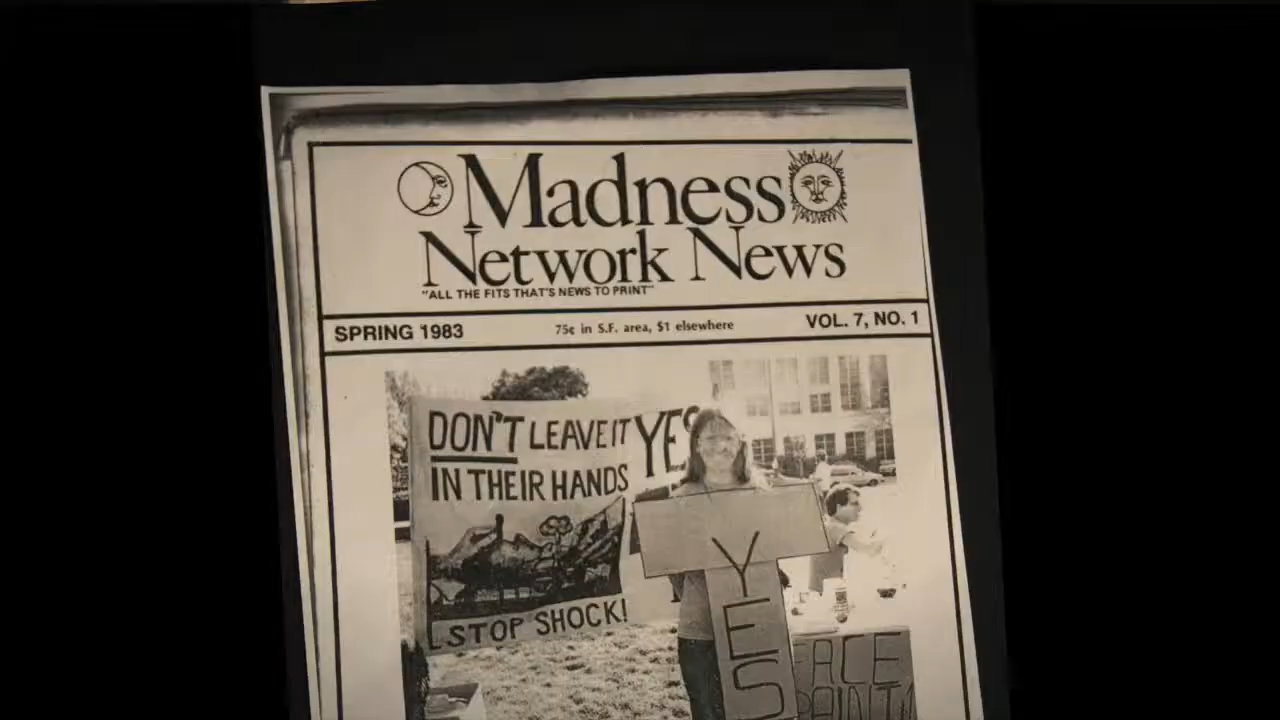 Madness
Network News
"ALL THE FITS THAT'S NEWS TO PRINT"
SPRING 1983
75¢ in S.F. area, $1 elsewhere
VOL. 7, NO. 1
DON'T LEAVE IT
IN THEIR HANDS
YES
STOP SHOCK!
YES
FACE
PAINTING